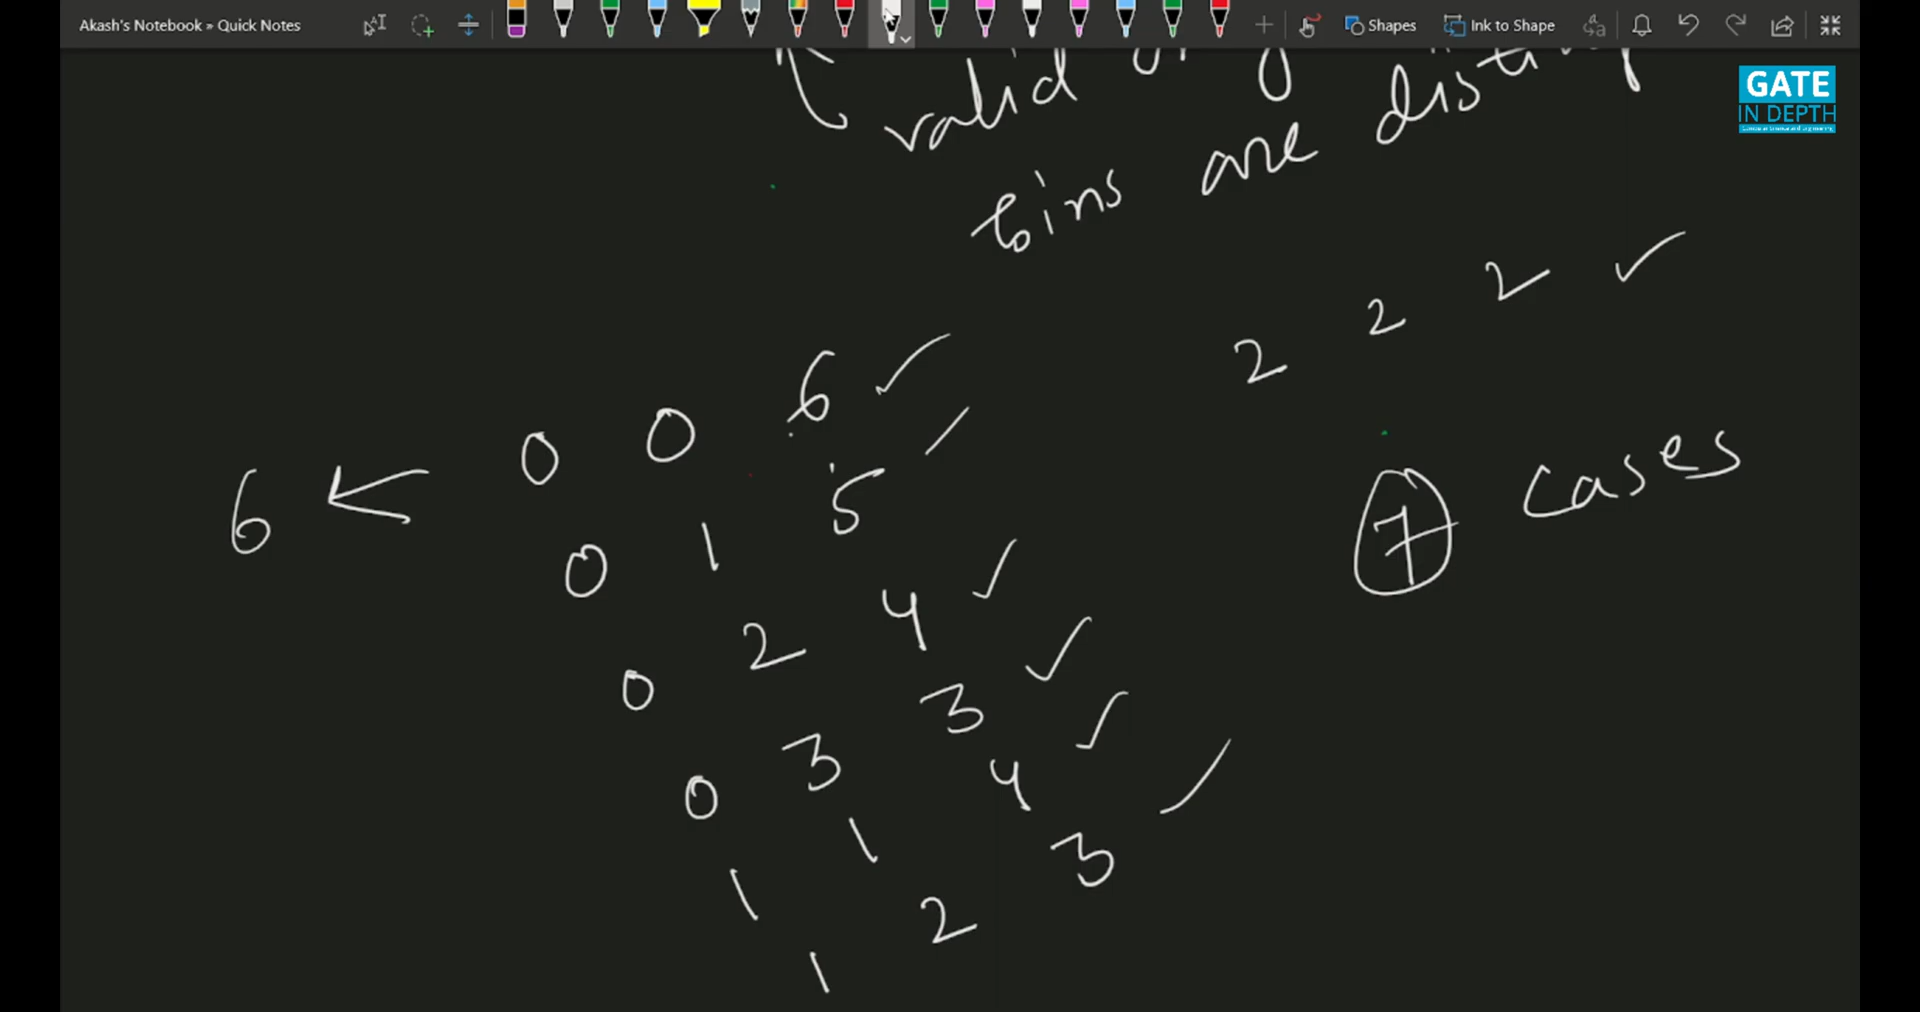 Akash's Notebook » Quick Notes
Shapes
Ink to Shape
GATE
IN DEPTH
valid
bins are
2 2 2 ✓
6 ← 0 0 6 ✓
0 1 5 ✓
0 2 4 ✓
0 3 3 ✓
1 1 4 ✓
1 2 3 ✓
7 cases